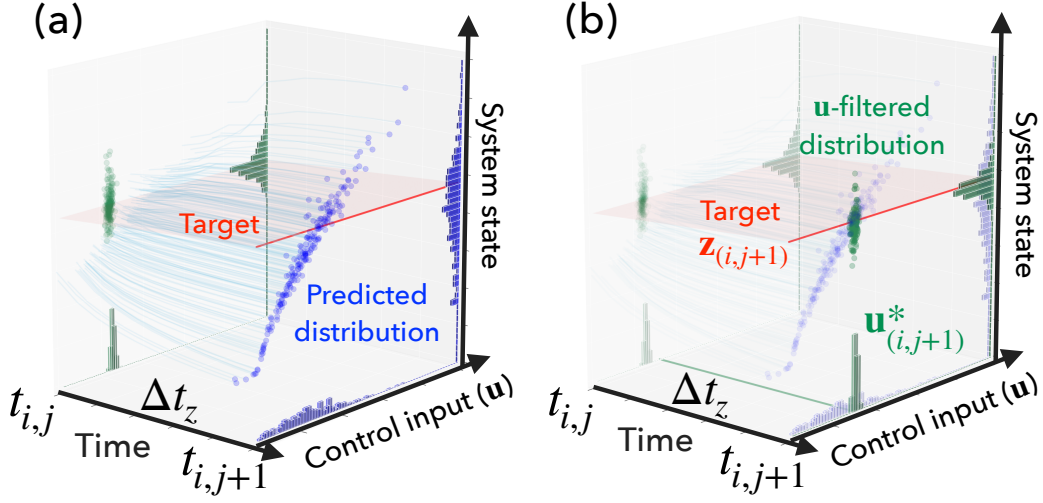 (a)
System state
Target
Predicted
distribution
t_{i,j}
Δt_z
Time
t_{i,j+1}
Control input (u)
(b)
System state
u-filtered
distribution
Target
z_{(i,j+1)}
u*_{(i,j+1)}
t_{i,j}
Δt_z
Time
t_{i,j+1}
Control input (u)